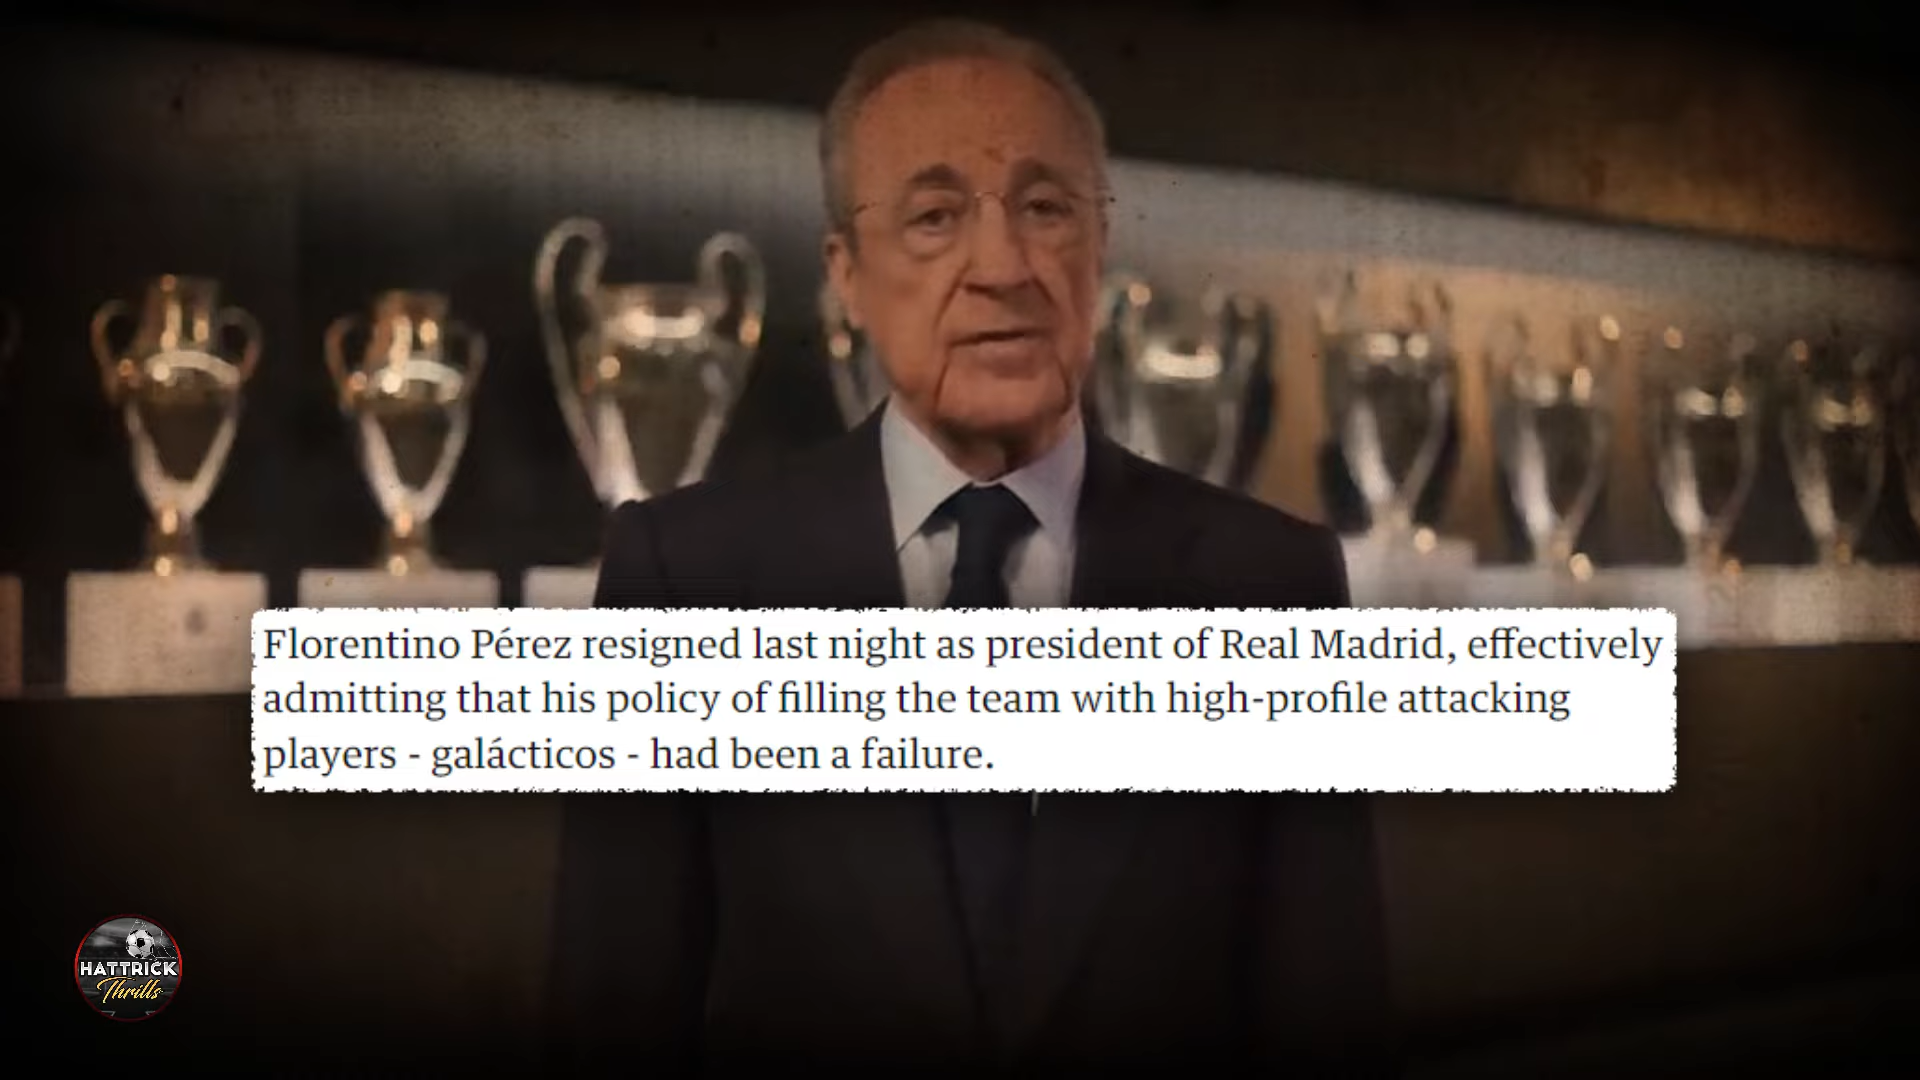 Florentino Pérez resigned last night as president of Real Madrid, effectively
admitting that his policy of filling the team with high-profile attacking
players - galácticos - had been a failure.
HATTRICK
Thrills